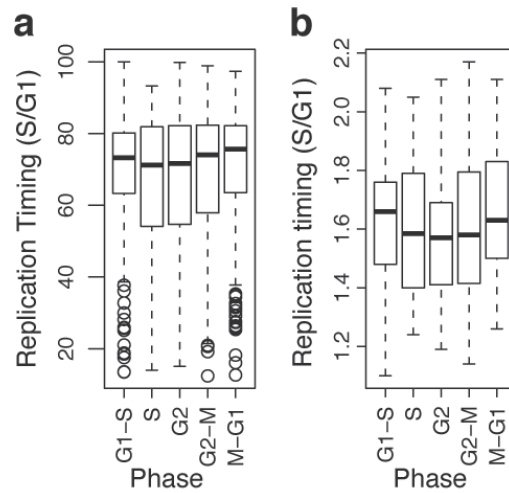 a
Replication Timing (S/G1)
100
80
60
40
20
G1-S
S
G2
G2-M
M-G1
Phase
b
Replication timing (S/G1)
2.2
2.0
1.8
1.6
1.4
1.2
G1-S
S
G2
G2-M
M-G1
Phase